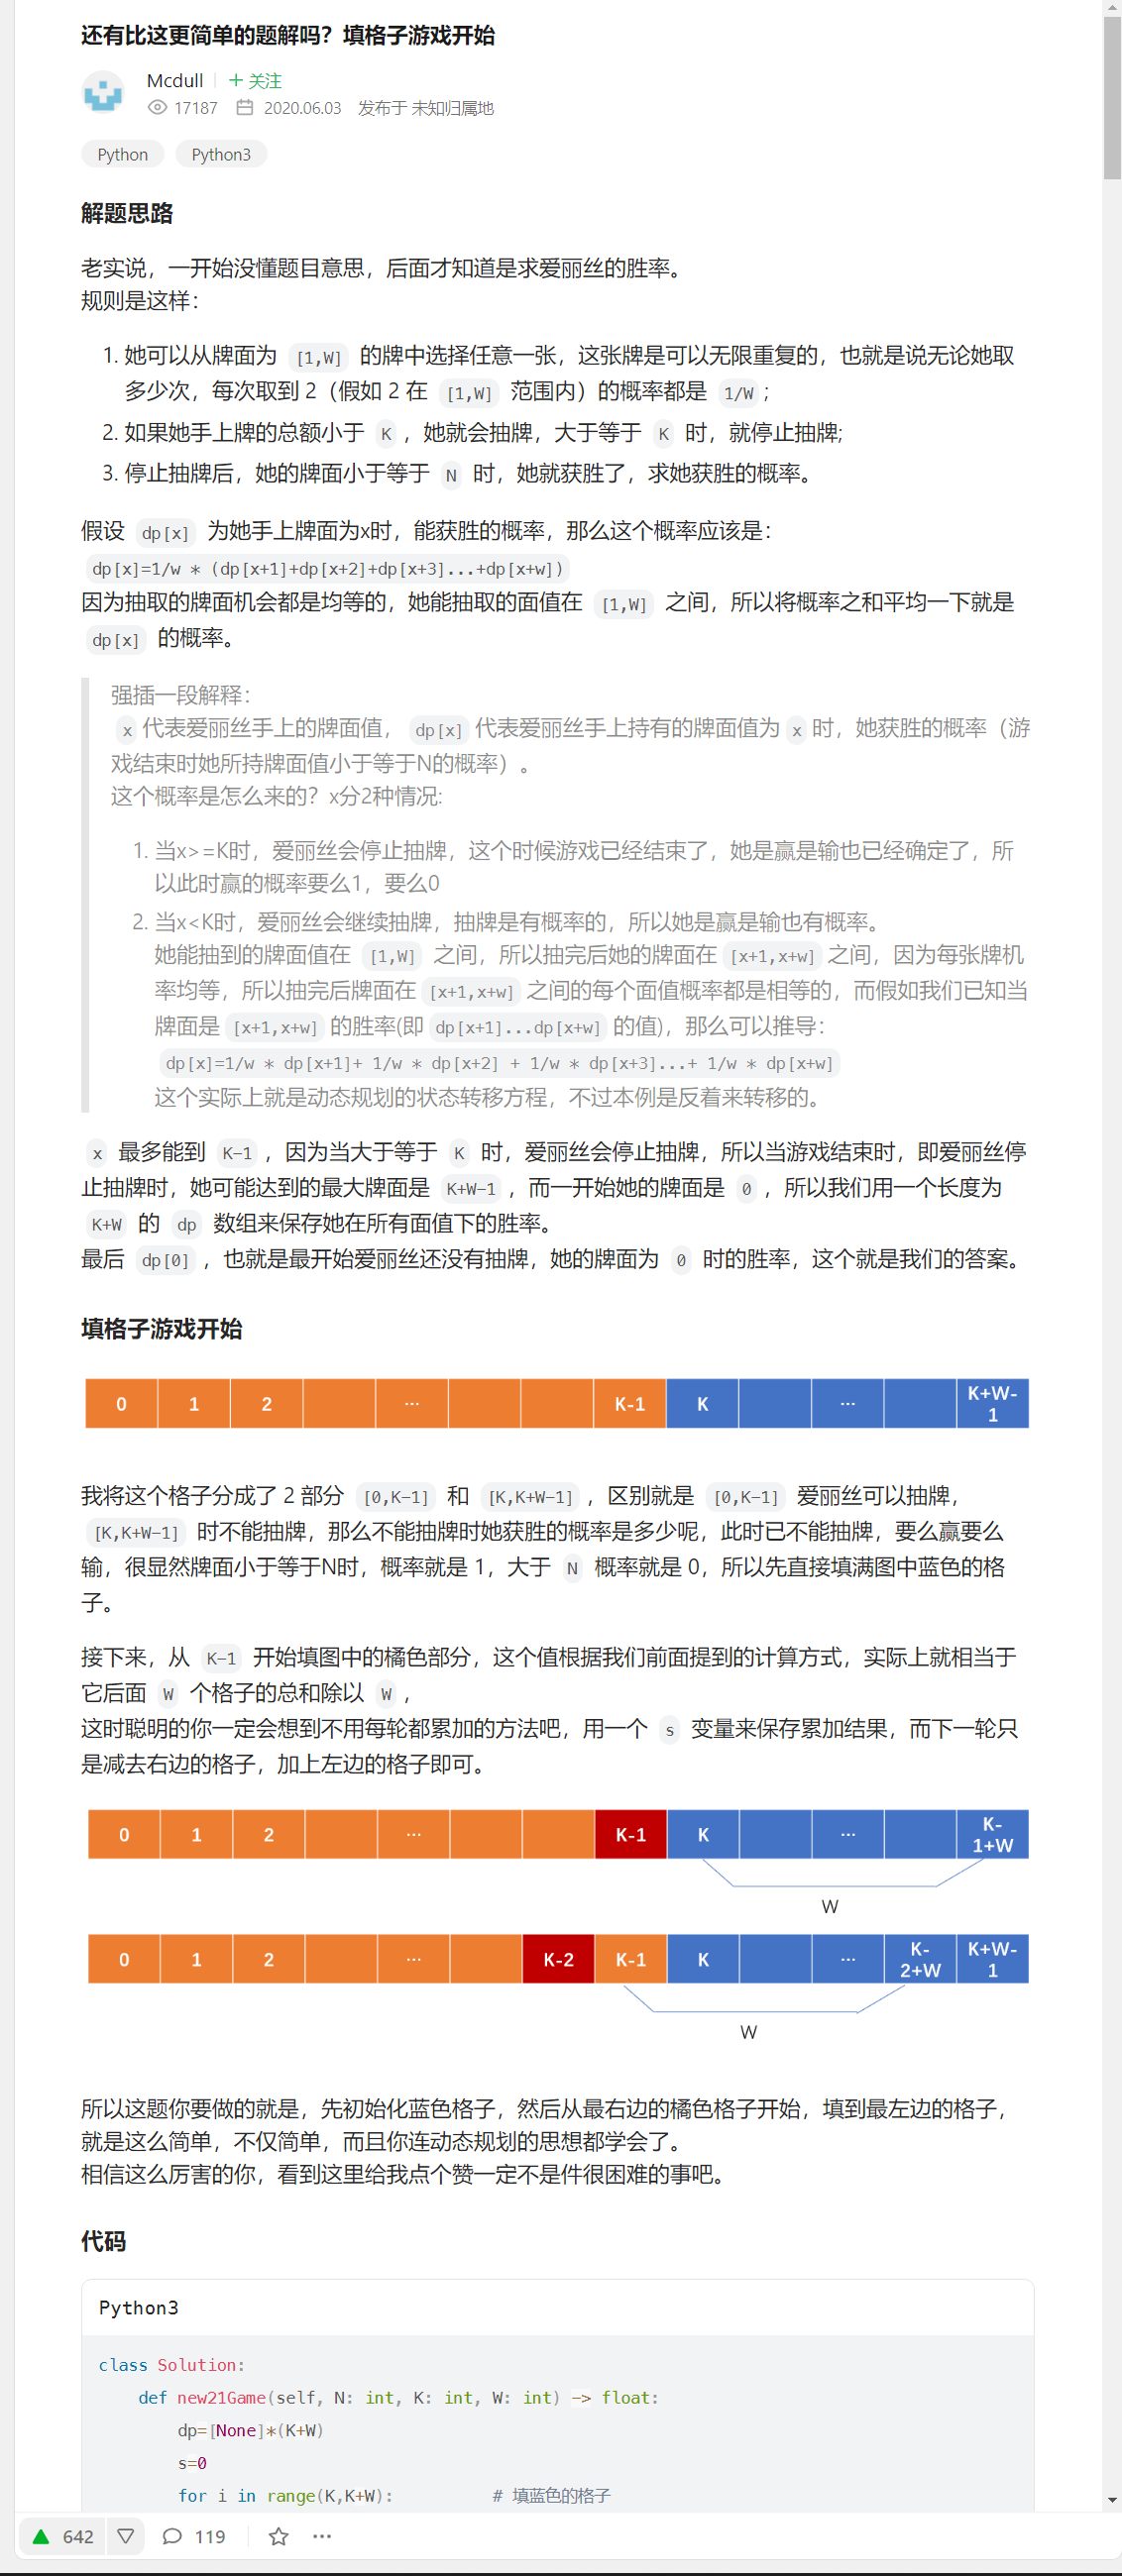 还有比这更简单的题解吗？填格子游戏开始
Mcdull
关注
17187 2020.06.03 发布于 未知归属地
Python Python3
解题思路
老实说，一开始没懂题目意思，后面才知道是求爱丽丝的胜率。
规则是这样：
1. 她可以从牌面为 [1,W] 的牌中选择任意一张，这张牌是可以无限重复的，也就是说无论她取
多少次，每次取到 2（假如 2 在 [1,W] 范围内）的概率都是 1/W ;
2. 如果她手上牌的总额小于 K ，她就会抽牌，大于等于 K 时，就停止抽牌;
3. 停止抽牌后，她的牌面小于等于 N 时，她就获胜了，求她获胜的概率。
假设 dp[x] 为她手上牌面为x时，能获胜的概率，那么这个概率应该是：
dp[x]=1/w * (dp[x+1]+dp[x+2]+dp[x+3]...+dp[x+w])
因为抽取的牌面机会都是均等的，她能抽取的面值在 [1,W] 之间，所以将概率之和平均一下就是
dp[x] 的概率。
强插一段解释：
x 代表爱丽丝手上的牌面值， dp[x] 代表爱丽丝手上持有的牌面值为 x 时，她获胜的概率（游
戏结束时她所持牌面值小于等于N的概率）。
这个概率是怎么来的？x分2种情况:
1. 当x>=K时，爱丽丝会停止抽牌，这个时候游戏已经结束了，她是赢是输也已经确定了，所
以此时赢的概率要么1，要么0
2. 当x<K时，爱丽丝会继续抽牌，抽牌是有概率的，所以她是赢是输也有概率。
她能抽到的牌面值在 [1,W] 之间，所以抽完后她的牌面在 [x+1,x+w] 之间，因为每张牌机
率均等，所以抽完后牌面在 [x+1,x+w] 之间的每个面值概率都是相等的，而假如我们已知当
牌面是 [x+1,x+w] 的胜率(即 dp[x+1]...dp[x+w] 的值)，那么可以推导：
dp[x]=1/w * dp[x+1]+ 1/w * dp[x+2] + 1/w * dp[x+3]...+ 1/w * dp[x+w]
这个实际上就是动态规划的状态转移方程，不过本例是反着来转移的。
x 最多能到 K-1 ，因为当大于等于 K 时，爱丽丝会停止抽牌，所以当游戏结束时，即爱丽丝停
止抽牌时，她可能达到的最大牌面是 K+W-1 ，而一开始她的牌面是 0 ，所以我们用一个长度为
K+W 的 dp 数组来保存她在所有面值下的胜率。
最后 dp[0] ，也就是最开始爱丽丝还没有抽牌，她的牌面为 0 时的胜率，这个就是我们的答案。
填格子游戏开始
0 1 2 ... K-1 K ... K+W-
1
我将这个格子分成了 2 部分 [0,K-1] 和 [K,K+W-1] ，区别就是 [0,K-1] 爱丽丝可以抽牌，
[K,K+W-1] 时不能抽牌，那么不能抽牌时她获胜的概率是多少呢，此时已不能抽牌，要么赢要么
输，很显然牌面小于等于N时，概率就是 1，大于 N 概率就是 0，所以先直接填满图中蓝色的格
子。
接下来，从 K-1 开始填图中的橘色部分，这个值根据我们前面提到的计算方式，实际上就相当于
它后面 W 个格子的总和除以 W ，
这时聪明的你一定会想到不用每轮都累加的方法吧，用一个 s 变量来保存累加结果，而下一轮只
是减去右边的格子，加上左边的格子即可。
0 1 2 ... K-1 K ... K-
1+W
W
0 1 2 ... K-2 K-1 K ... K-
2+W K+W-
1
W
所以这题你要做的就是，先初始化蓝色格子，然后从最右边的橘色格子开始，填到最左边的格子，
就是这么简单，不仅简单，而且你连动态规划的思想都学会了。
相信这么厉害的你，看到这里给我点个赞一定不是件很困难的事吧。
代码
Python3
class Solution:
def new21Game(self, N: int, K: int, W: int) -> float:
dp=[None]*(K+W)
s=0
for i in range(K,K+W): # 填蓝色的格子
642 119